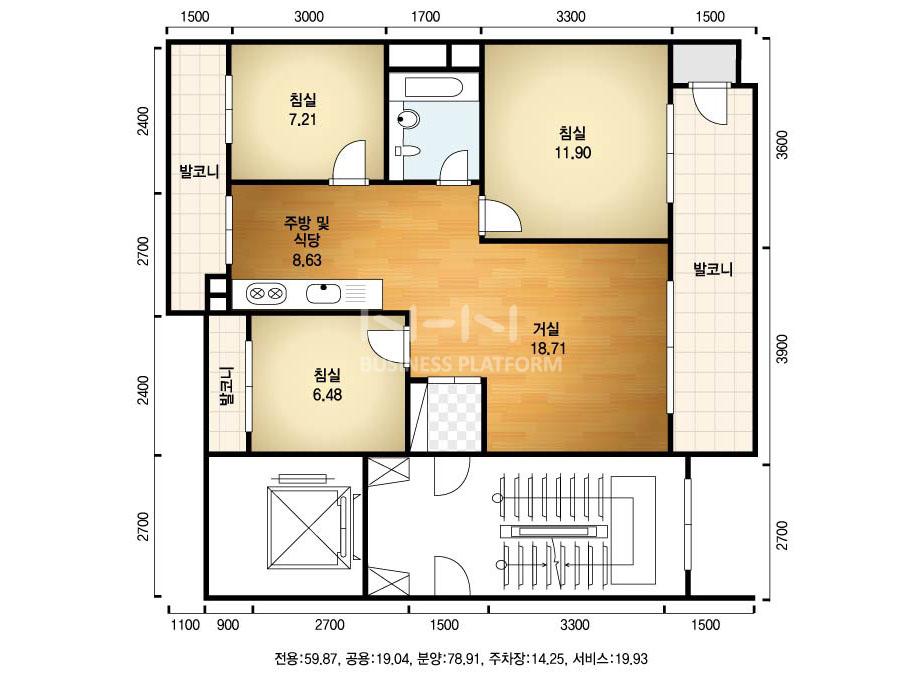 1500 3000 1700 3300 1500
침실
7.21
침실
11.90
2400
3600
발코니
주방 및
식당
8.63
2700
발코니
N-H-N
BUSINESS PLATFORM
거실
18.71
3900
발코니
침실
6.48
2400
2700
2700
1100 900 2700 1500 3300 1500
전용:59.87, 공용:19.04, 분양:78.91, 주차장:14.25, 서비스:19.93